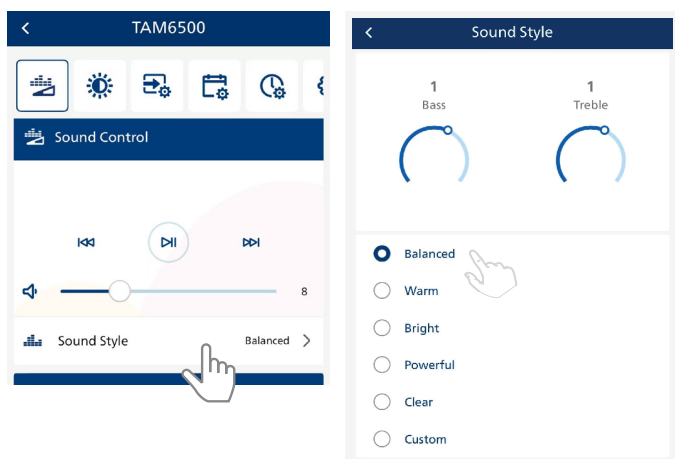 TAM6500
Sound Control
8
Sound Style
Balanced
Sound Style
1
Bass
1
Treble
Balanced
Warm
Bright
Powerful
Clear
Custom